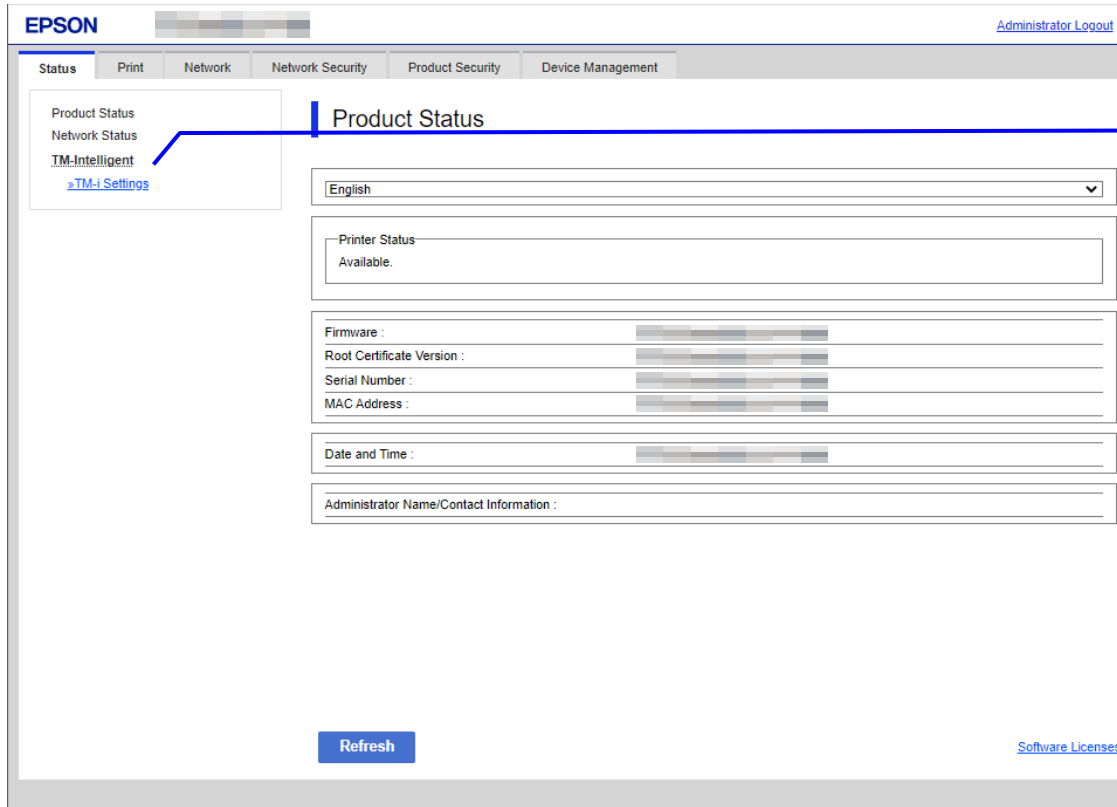 EPSON
Administrator Logout
Status Print Network Network Security Product Security Device Management
Product Status
Network Status
TM-Intelligent
»TM-i Settings
Product Status
English
Printer Status
Available.
Firmware :
Root Certificate Version :
Serial Number :
MAC Address :
Date and Time :
Administrator Name/Contact Information :
Refresh
Software Licenses